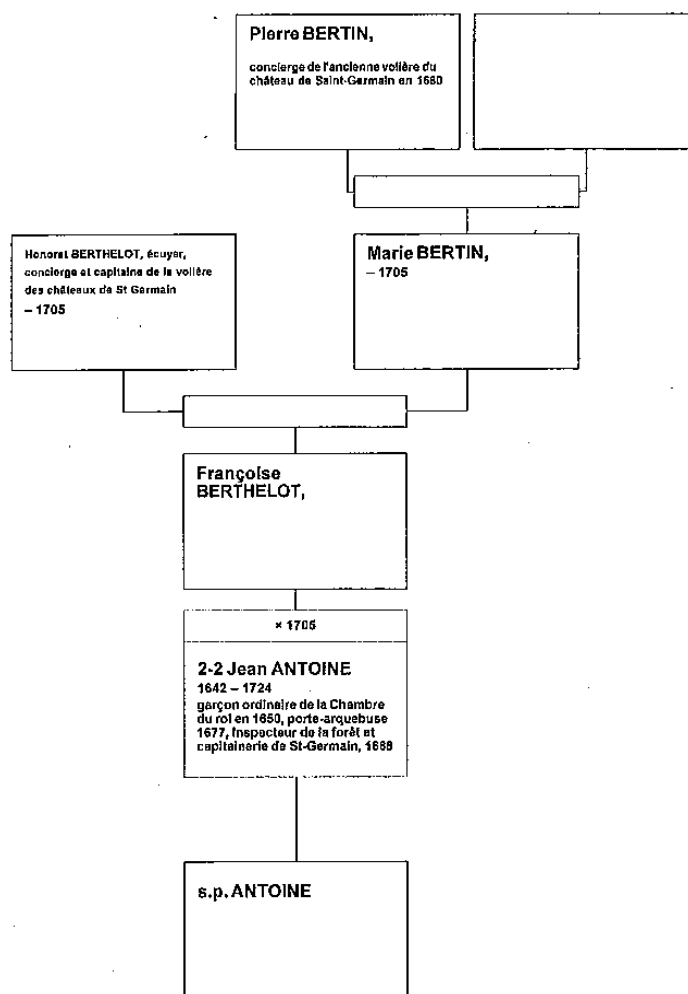 Pierre BERTIN,
concierge de l'ancienne volière du
château de Saint-Germain en 1680
Honorat BERTHELOT, écuyer,
concierge et capitaine de la volière
des châteaux de St Germain
– 1705
Marie BERTIN,
– 1705
Françoise
BERTHELOT,
× 1705
2-2 Jean ANTOINE
1642 – 1724
garçon ordinaire de la Chambre
du roi en 1650, porte-arquebuse
1677, Inspecteur de la forêt et
capitainerie de St-Germain, 1688
s.p. ANTOINE